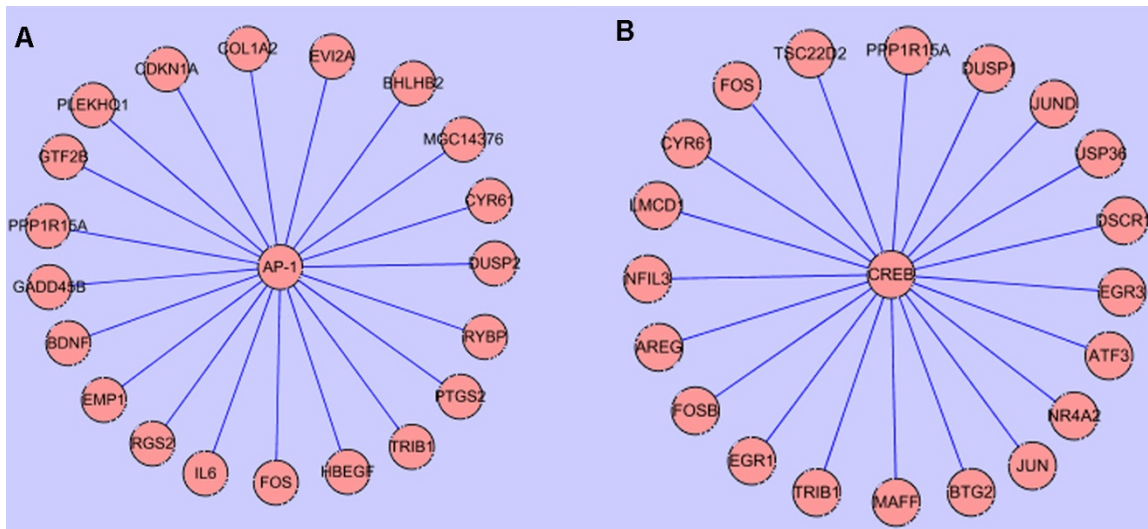 A
COL1A2
EVI2A
BHLHB2
MGC14376
CYR61
DUSP2
RYBP
PTGS2
TRIB1
HBEGF
FOS
IL6
RGS2
EMP1
BDNF
GADD45B
PPP1R15A
GTF2B
PLEKHQ1
CDKN1A
AP-1
B
TSC22D2
PPP1R15A
DUSP1
JUND
USP36
DSCR1
EGR3
ATF3
NR4A2
JUN
BTG2
MAFF
TRIB1
EGR1
FOSB
AREG
NFIL3
LMCD1
CYR61
FOS
CREB